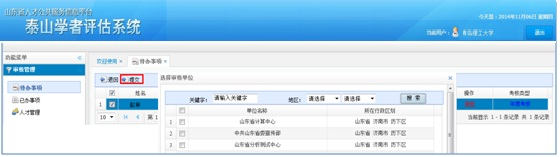 山东省人才公共服务信息平台
泰山学者评估系统
今天是：2014年11月06日 星期四
当前用户： 青岛理工大学
退出
功能菜单
审核管理
待办事项
已办事项
人才管理
欢迎使用
待办事项
退回 提交
姓名
1
10
第 1
选择审核单位
关键字： 请输入关键字 地区： 请选择 请选择 搜 索
单位名称 所在行政区划
1 山东省计算中心 山东省 济南市 历下区
2 中共山东省委宣传部 山东省 济南市 历下区
3 山东省分析测试中心 山东省 济南市 历下区
操作 考核类型
当前显示 1 - 1 条记录 共 1 条记录